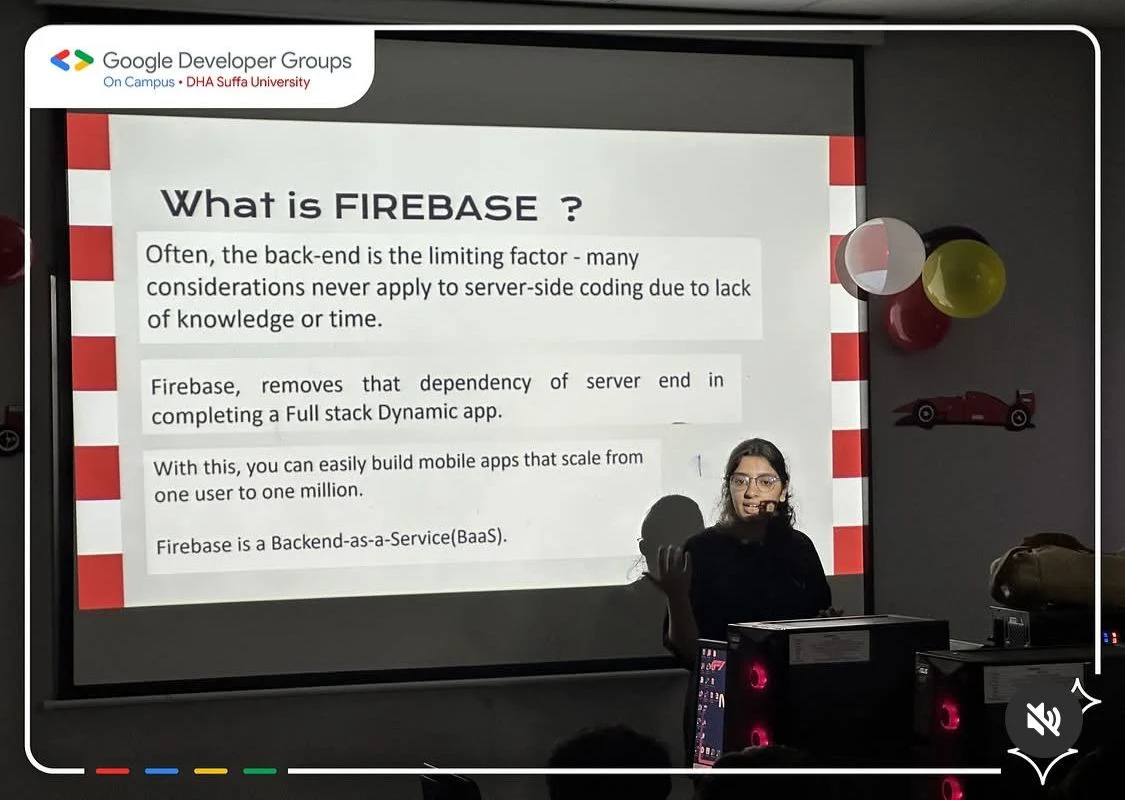 Google Developer Groups
On Campus • DHA Suffa University
What is FIREBASE ?
Often, the back-end is the limiting factor - many
considerations never apply to server-side coding due to lack
of knowledge or time.
Firebase, removes that dependency of server end in
completing a Full stack Dynamic app.
With this, you can easily build mobile apps that scale from
one user to one million.
Firebase is a Backend-as-a-Service(BaaS).